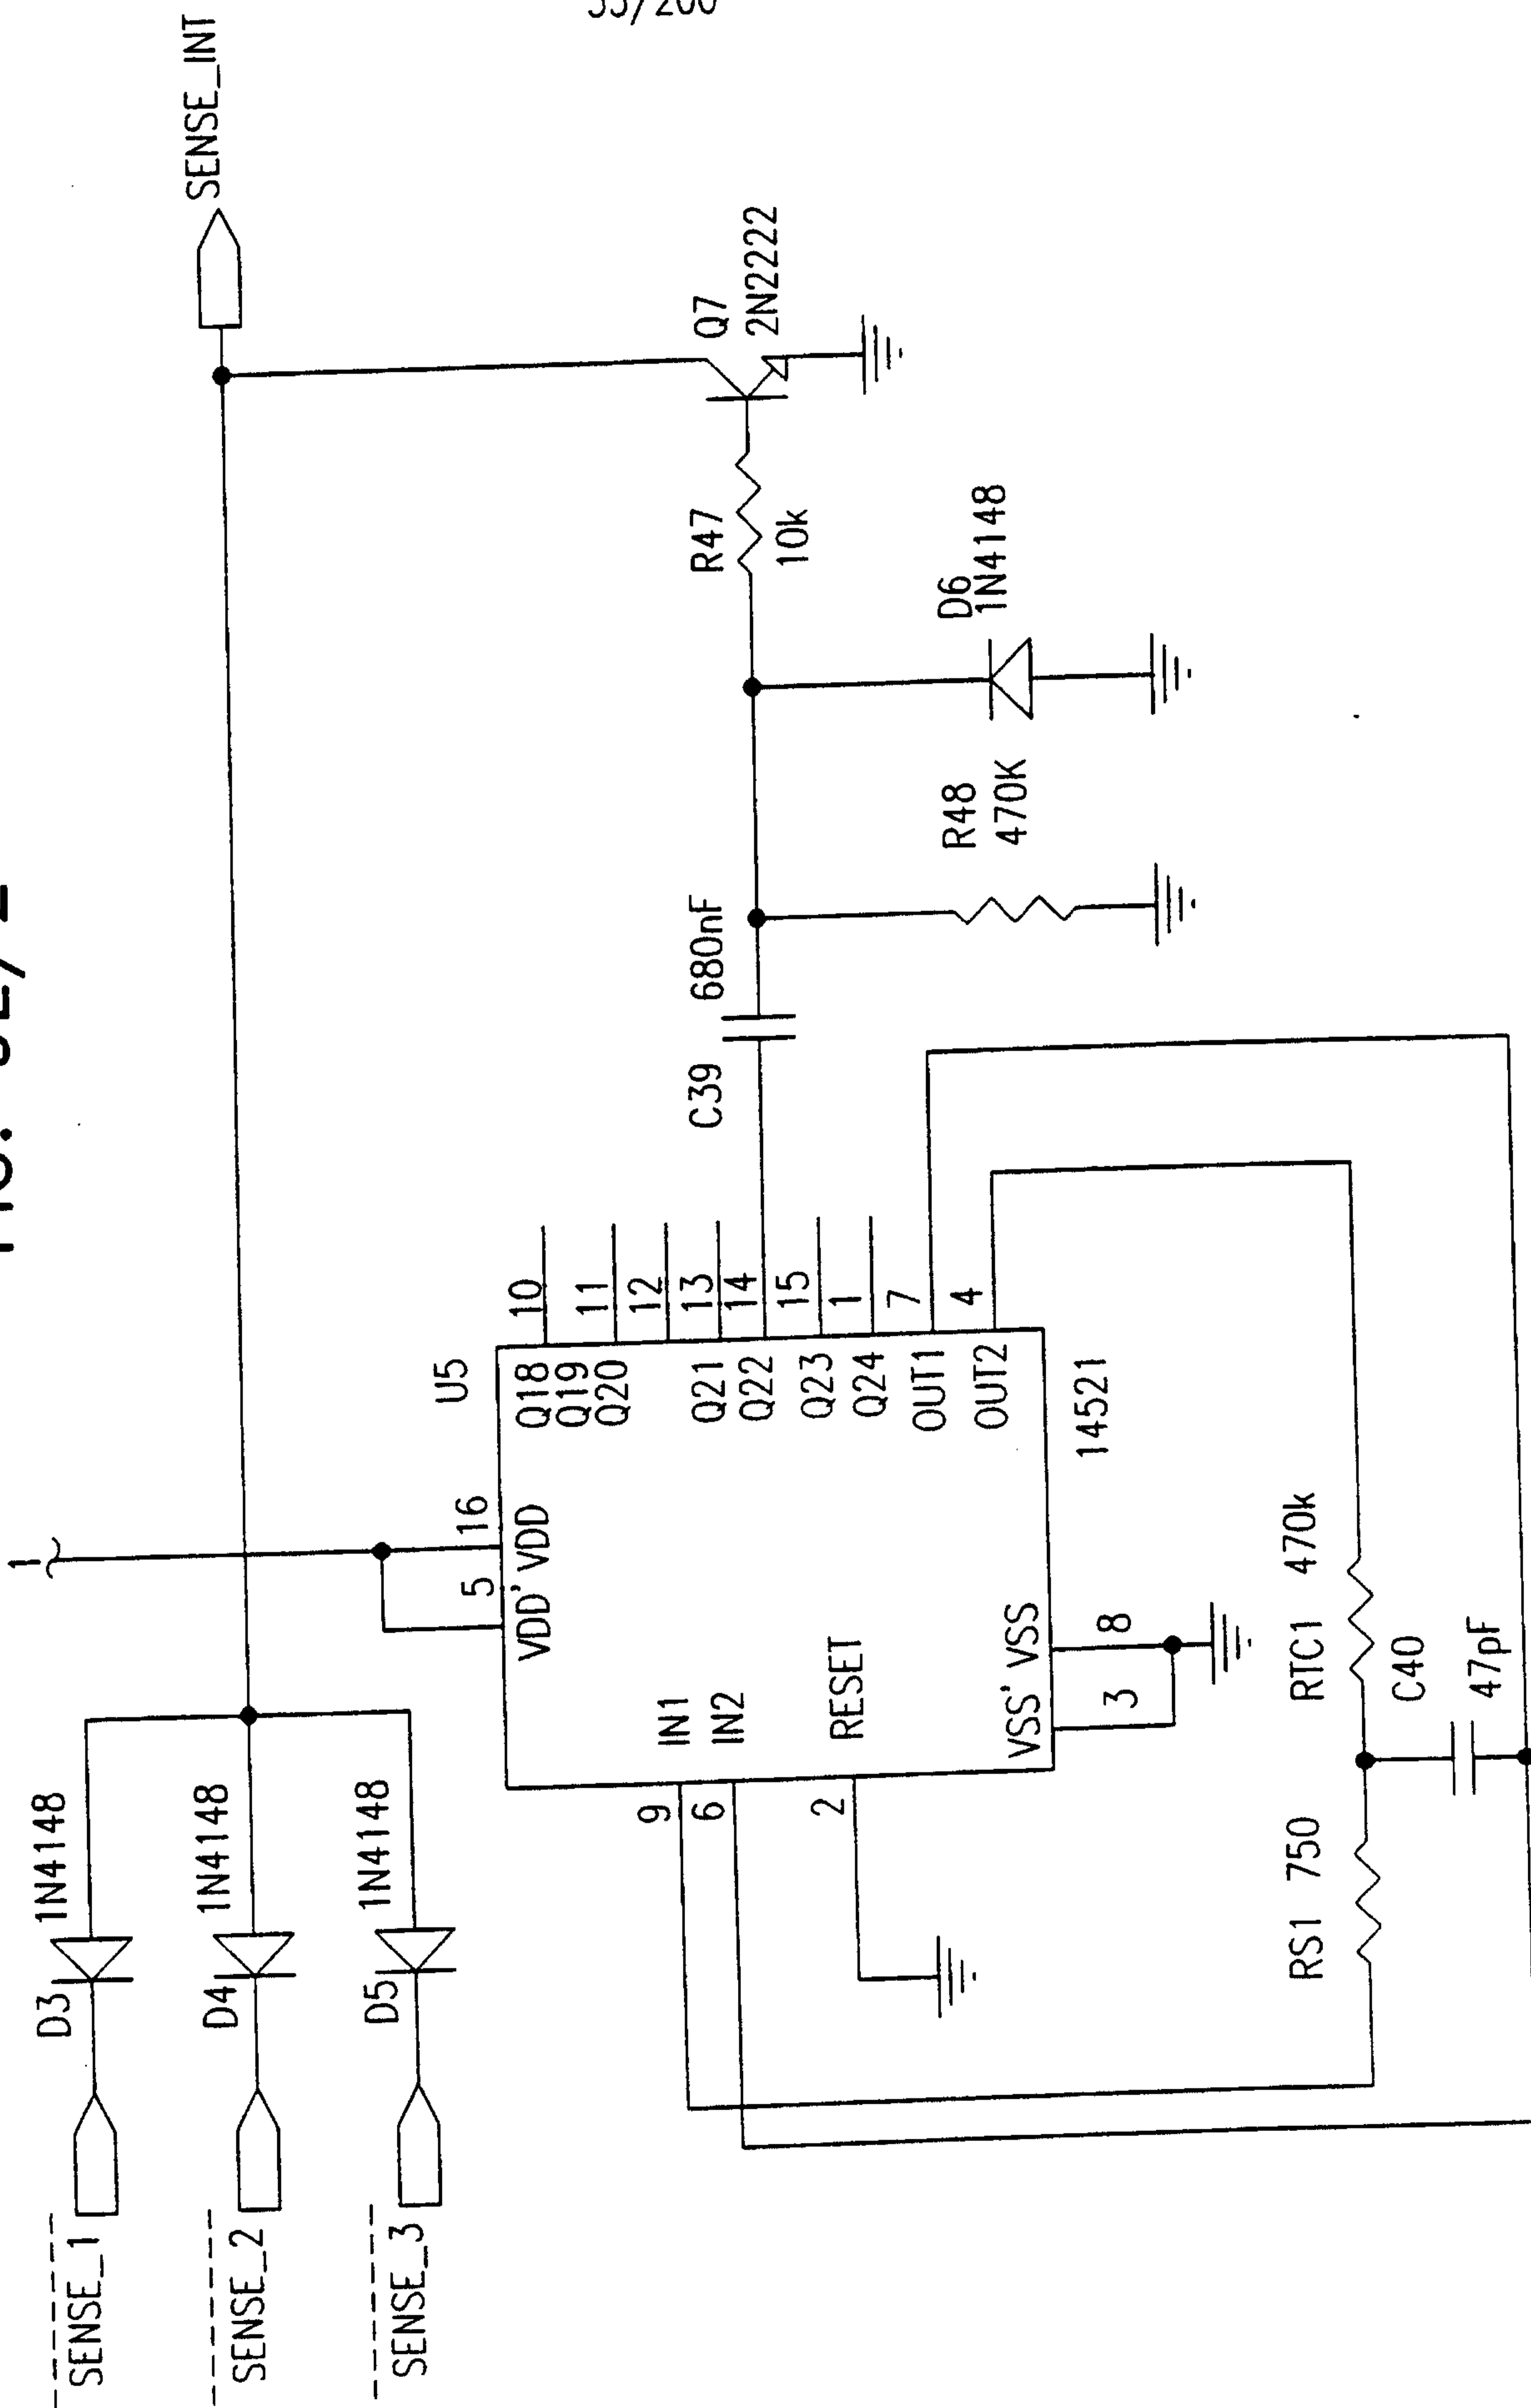 SENSE_INT
SENSE_1
D3
1N4148
SENSE_2
D4
1N4148
SENSE_3
D5
1N4148
1
16
5
U5
VDD' VDD
Q18
10
Q19
11
Q20
12
Q21
13
Q22
14
Q23
15
Q24
1
OUT1
7
OUT2
4
9
IN1
6
IN2
2
RESET
VSS' VSS
3
8
14521
C39
680nF
R48
470K
D6
1N4148
R47
10k
Q7
2N2222
RS1 750
RTC1 470k
C40
47pF